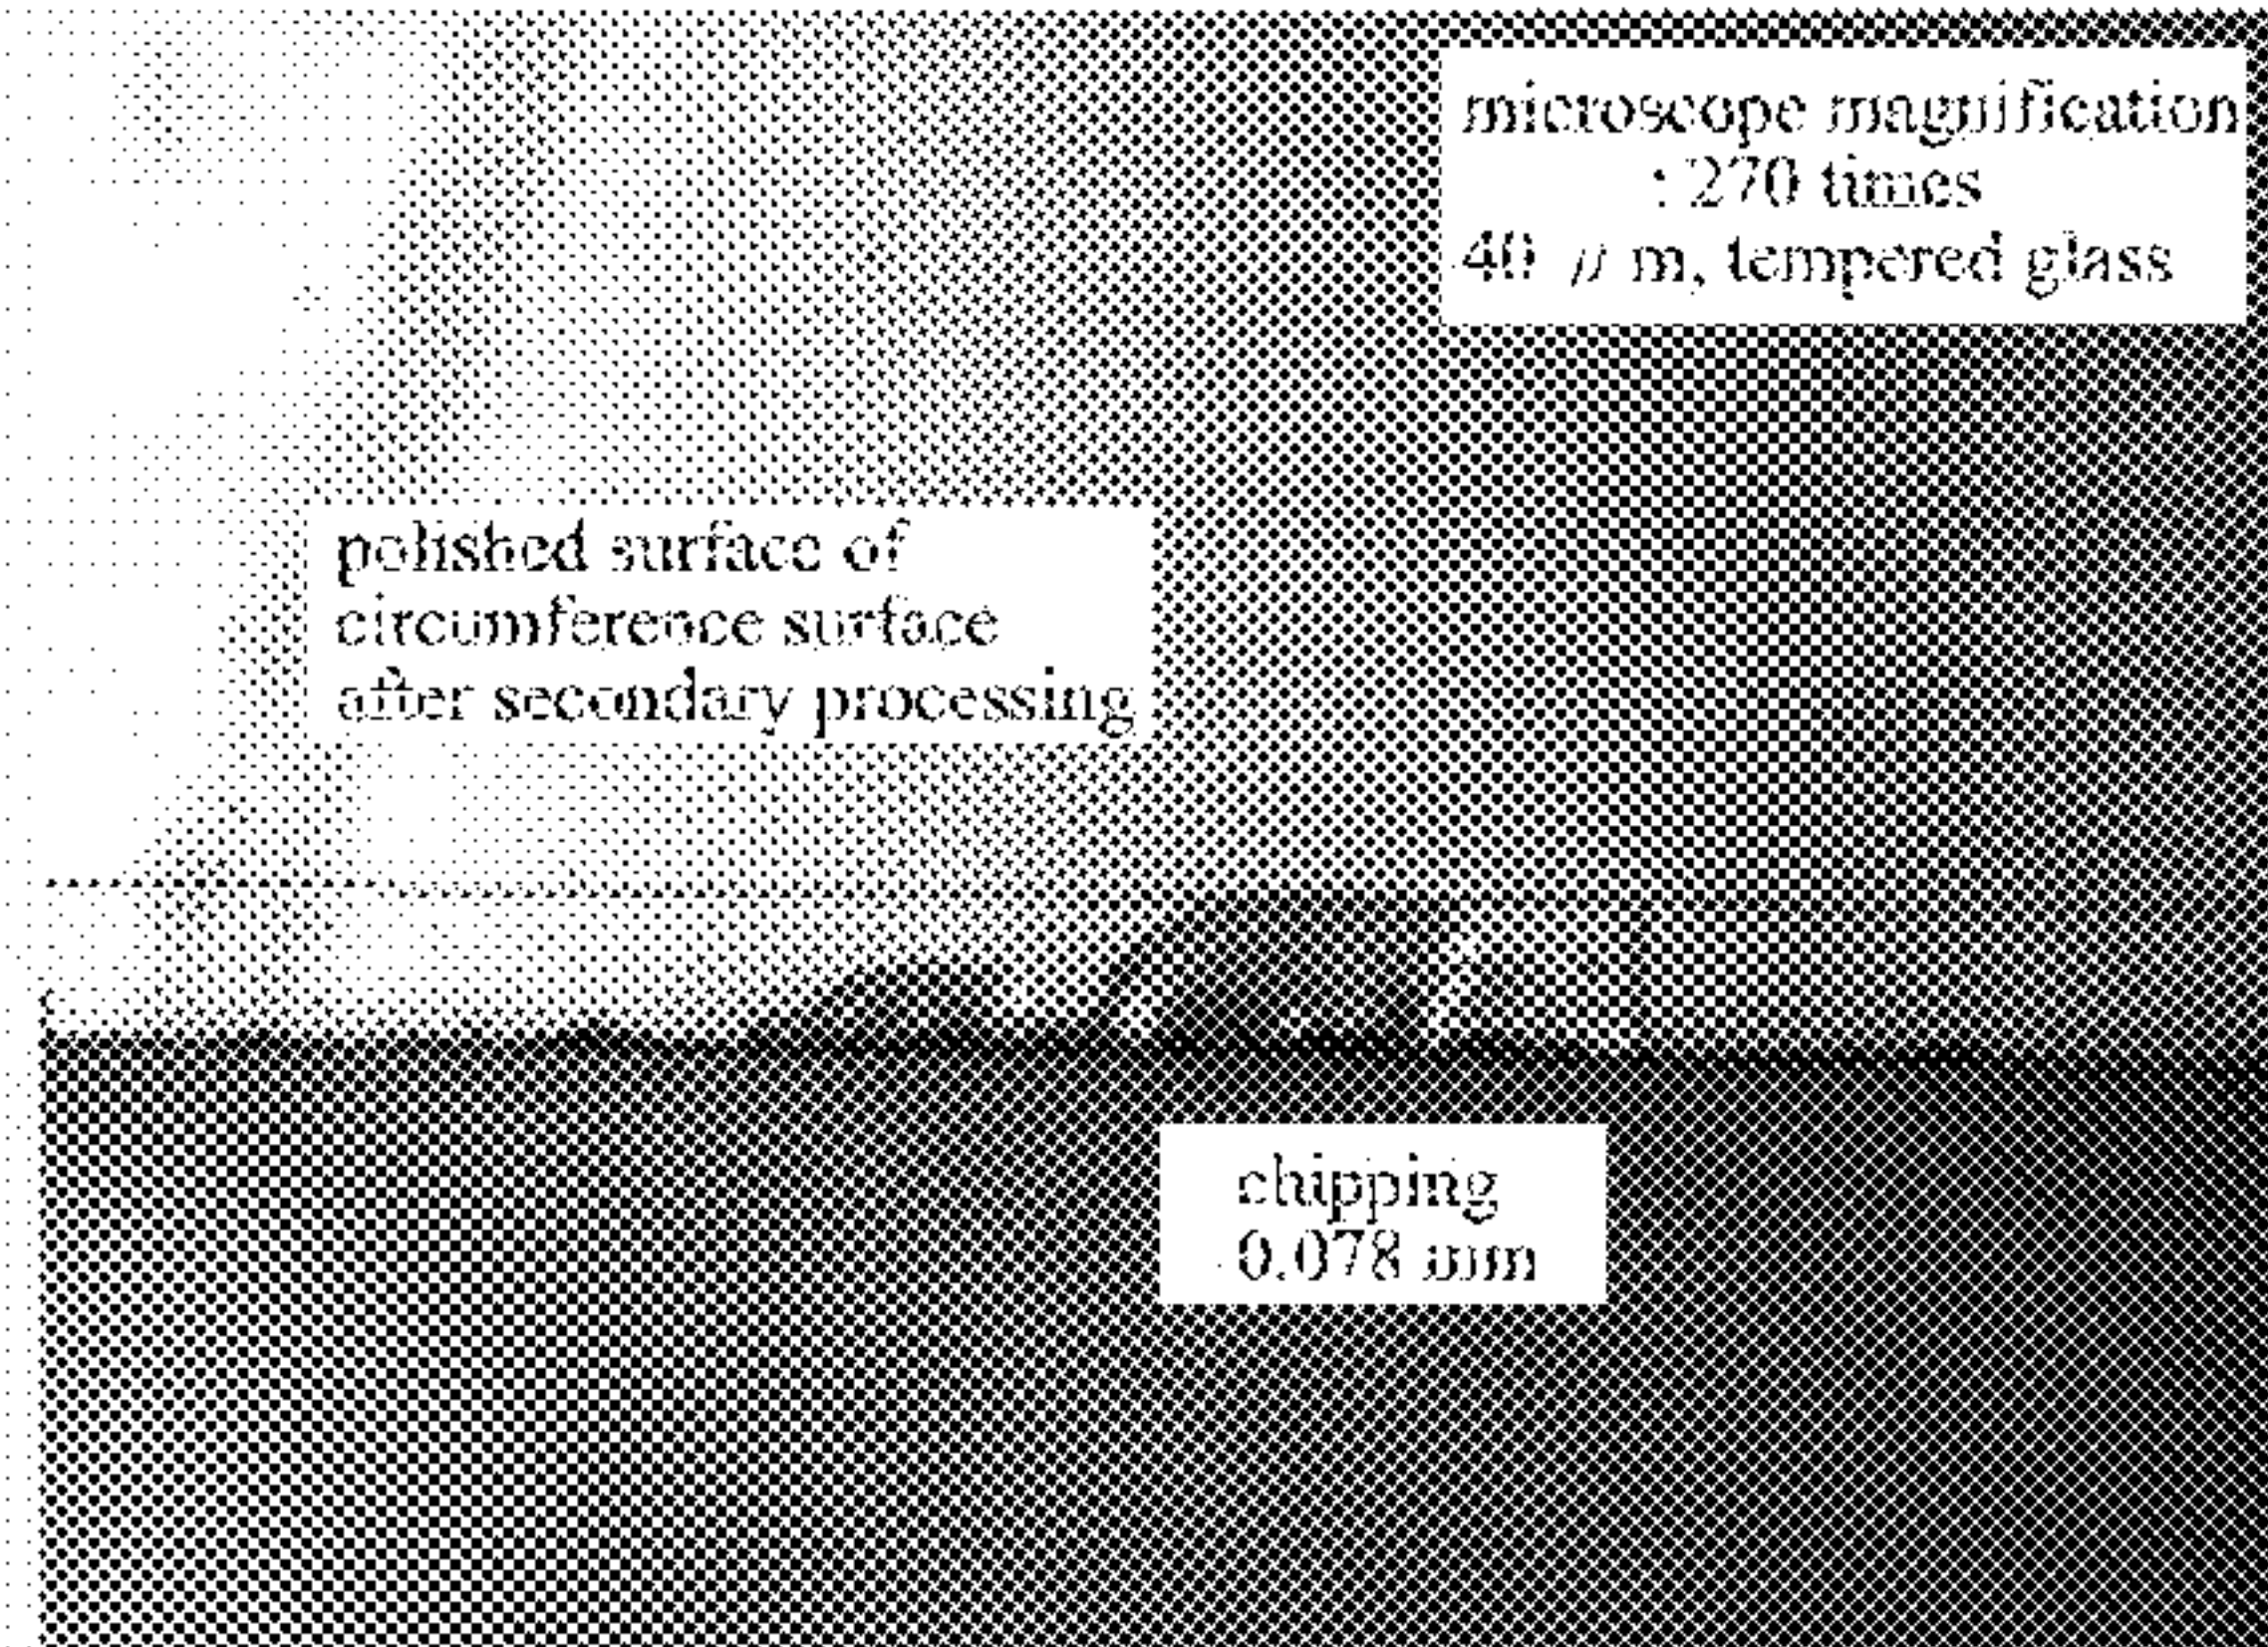 microscope magnification
: 270 times
40 μm, tempered glass
polished surface of
circumference surface
after secondary processing
chipping
0.078 mm